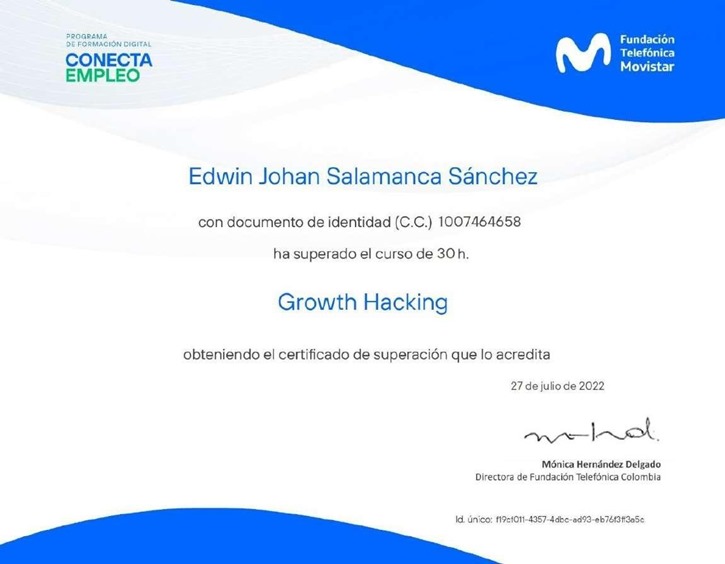 PROGRAMA
DE FORMACIÓN DIGITAL
CONECTA
EMPLEO
Fundación
Telefónica
Movistar
Edwin Johan Salamanca Sánchez
con documento de identidad (C.C.) 1007464658
ha superado el curso de 30 h.
Growth Hacking
obteniendo el certificado de superación que lo acredita
27 de julio de 2022
Mónica Hernández Delgado
Directora de Fundación Telefónica Colombia
Id. único: f19cf011-4357-4dbc-ad93-eb76f3ff3a5c